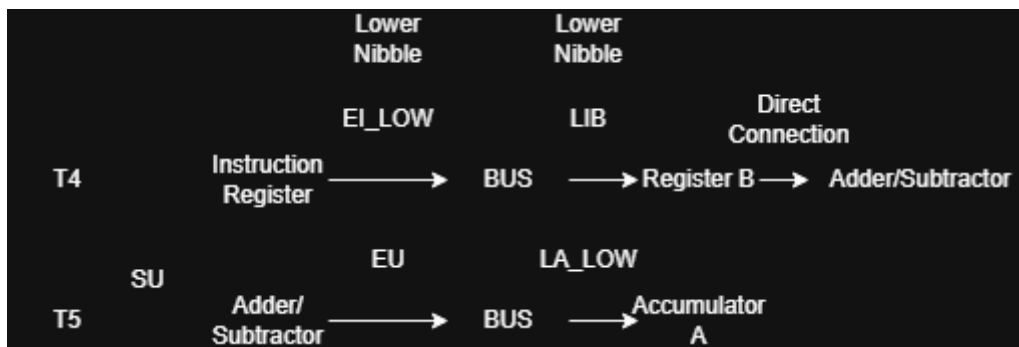 Lower Nibble
Lower Nibble
EI_LOW
LIB
Direct Connection
T4
Instruction Register
BUS
Register B
Adder/Subtractor
SU
EU
LA_LOW
T5
Adder/ Subtractor
BUS
Accumulator A